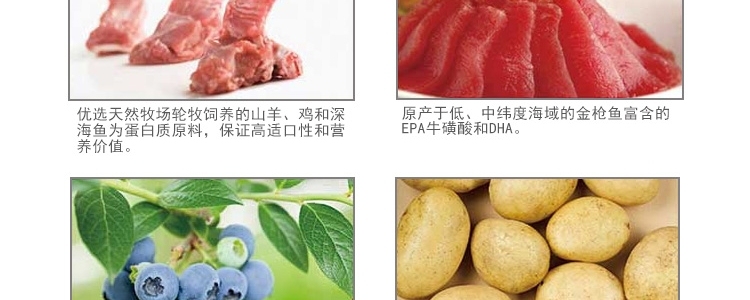 优选天然牧场轮牧饲养的山羊、鸡和深
海鱼为蛋白质原料，保证高适口性和营
养价值。
原产于低、中纬度海域的金枪鱼富含的
EPA牛磺酸和DHA。